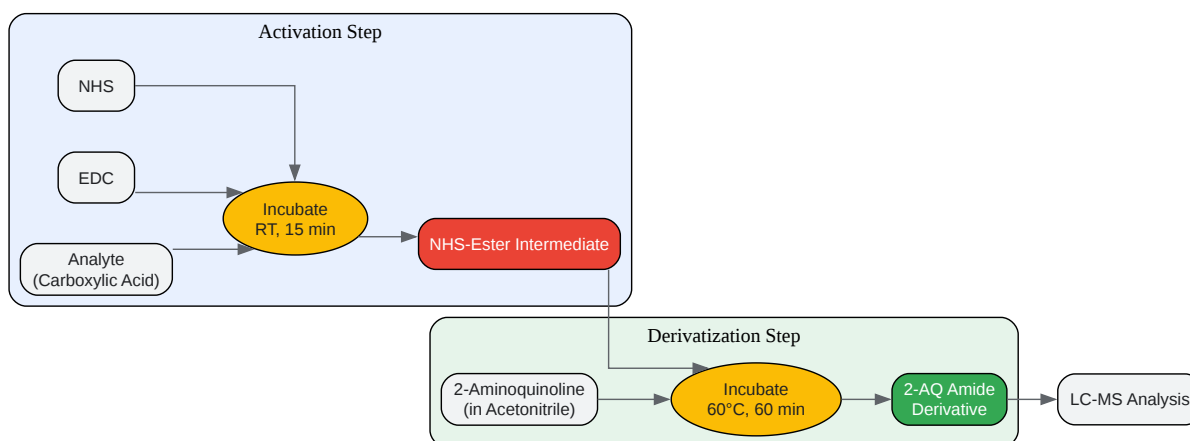 Activation Step
NHS
EDC
Analyte
(Carboxylic Acid)
Incubate
RT, 15 min
NHS-Ester Intermediate
Derivatization Step
2-Aminoquinoline
(in Acetonitrile)
Incubate
60°C, 60 min
2-AQ Amide
Derivative
LC-MS Analysis